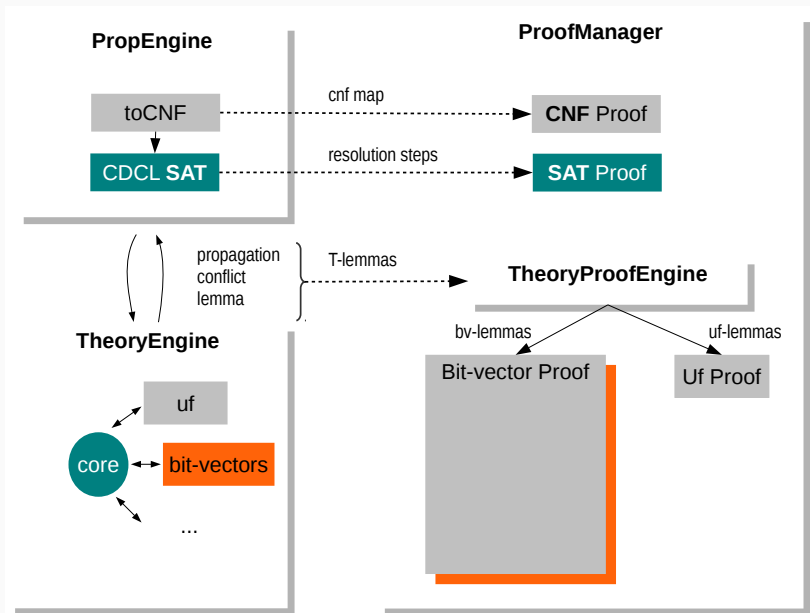 PropEngine
ProofManager
toCNF
cnf map
CNF Proof
CDCL SAT
resolution steps
SAT Proof
propagation
conflict
lemma
T-lemmas
TheoryProofEngine
TheoryEngine
bv-lemmas
uf-lemmas
Bit-vector Proof
Uf Proof
uf
core
bit-vectors
...